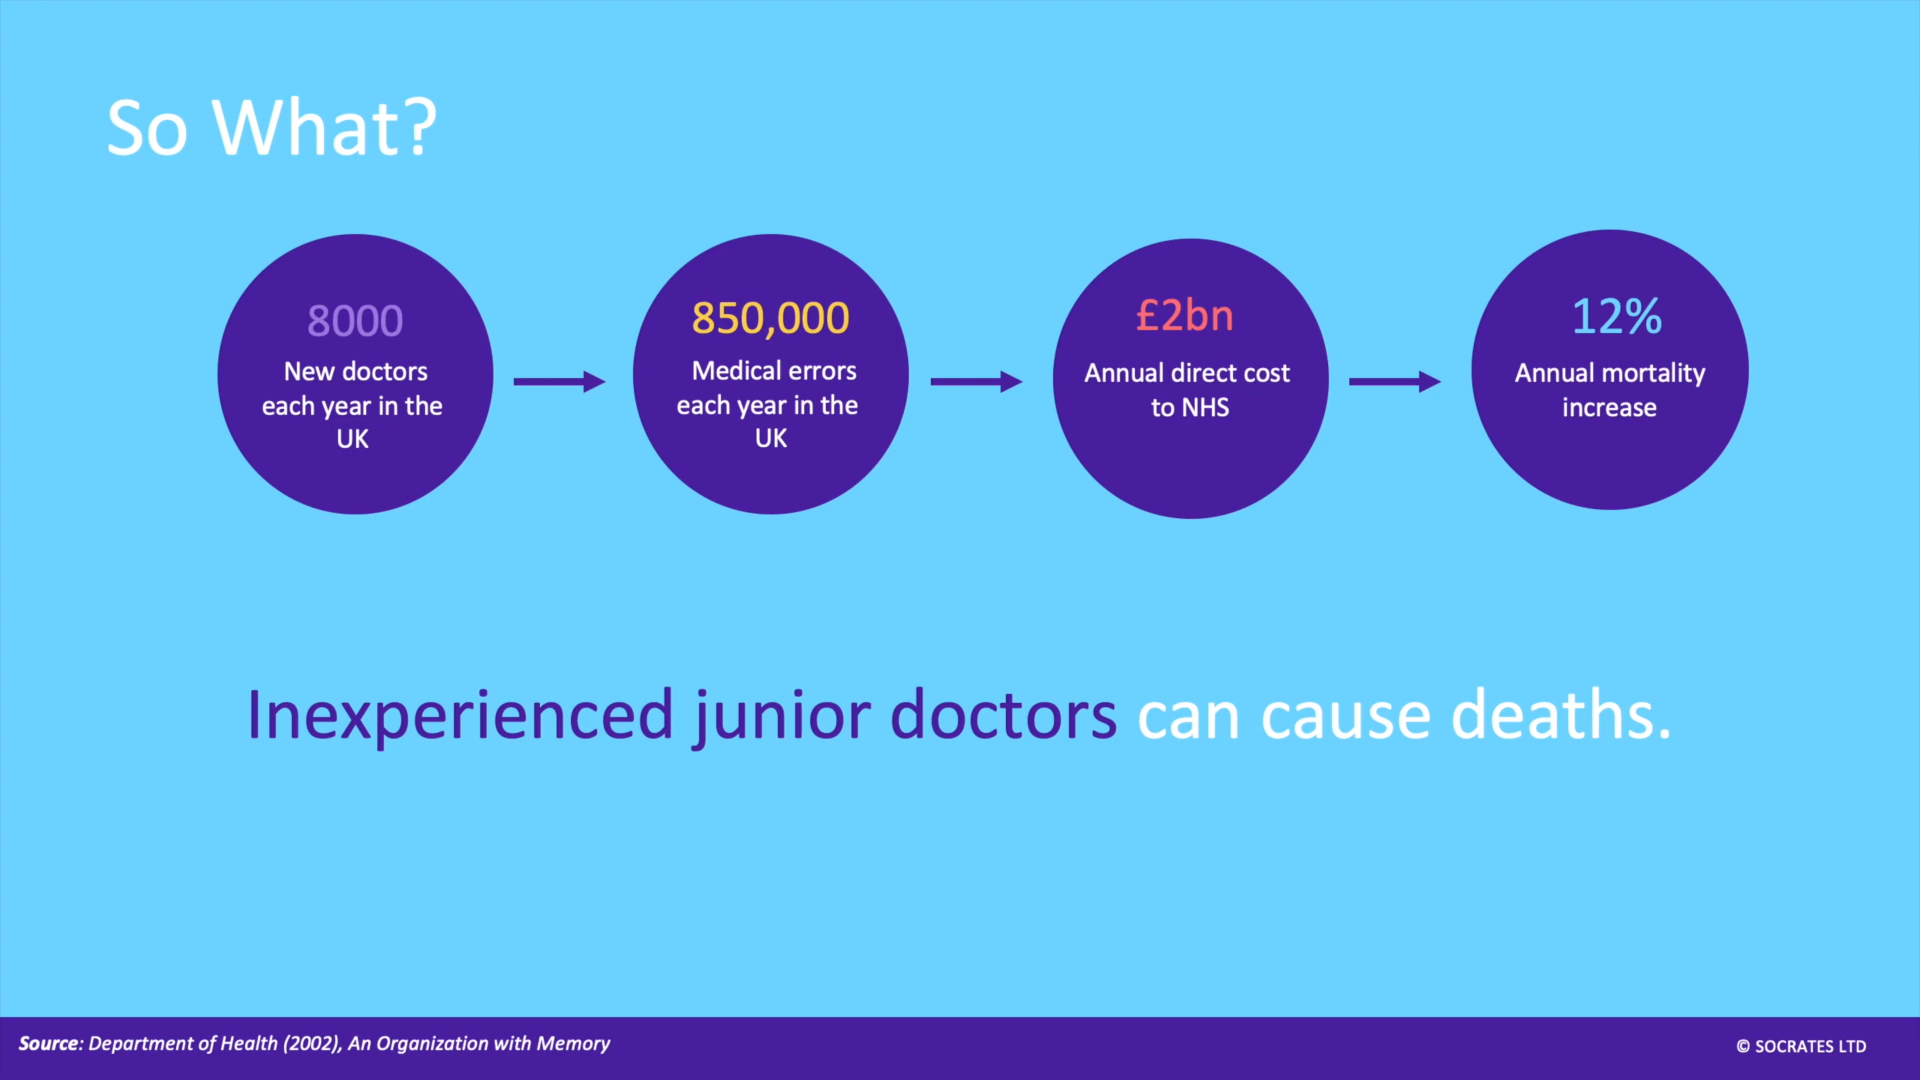 So What?
8000
New doctors
each year in the
UK
850,000
Medical errors
each year in the
UK
£2bn
Annual direct cost
to NHS
12%
Annual mortality
increase
Inexperienced junior doctors can cause deaths.
Source: Department of Health (2002), An Organization with Memory
© SOCRATES LTD